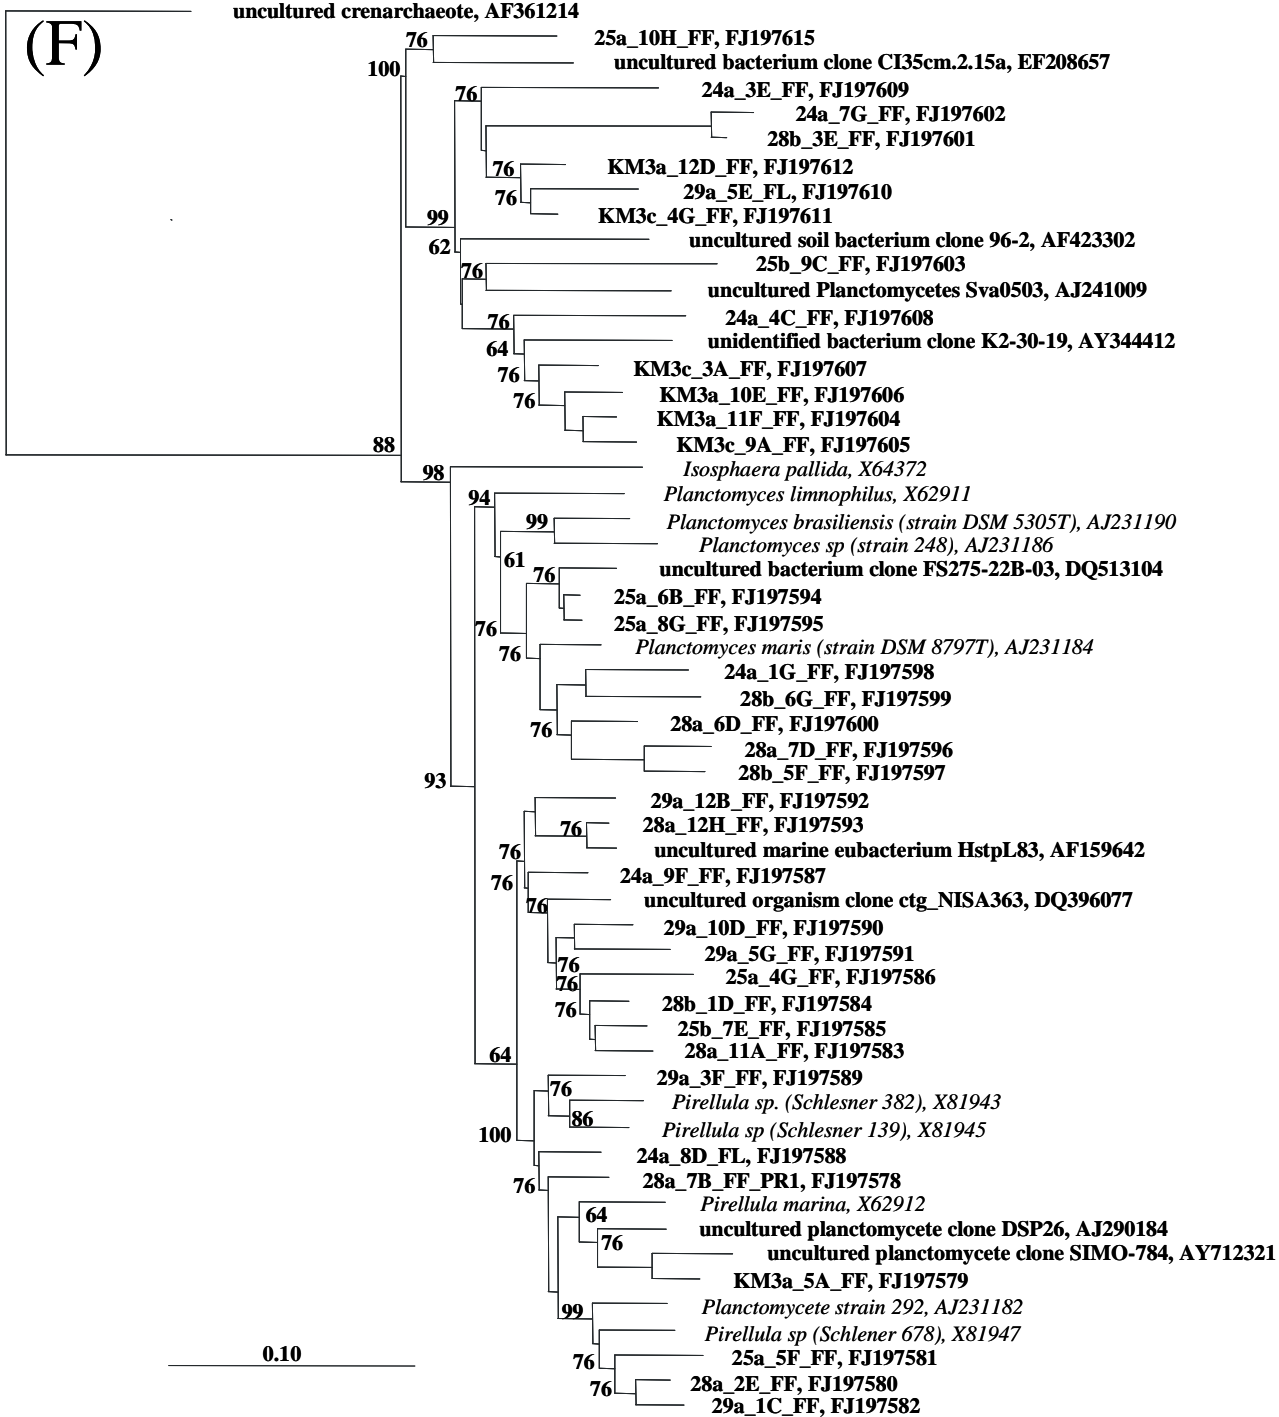 uncultured crenarchaeote, AF361214
(F)
76
25a_10H_FF, FJ197615
100
uncultured bacterium clone CI35cm.2.15a, EF208657
76
24a_3E_FF, FJ197609
24a_7G_FF, FJ197602
28b_3E_FF, FJ197601
76
KM3a_12D_FF, FJ197612
76
29a_5E_FL, FJ197610
KM3c_4G_FF, FJ197611
99
62
uncultured soil bacterium clone 96-2, AF423302
76
25b_9C_FF, FJ197603
uncultured Planctomycetes Sva0503, AJ241009
76
24a_4C_FF, FJ197608
64
unidentified bacterium clone K2-30-19, AY344412
76
KM3c_3A_FF, FJ197607
76
KM3a_10E_FF, FJ197606
KM3a_11F_FF, FJ197604
KM3c_9A_FF, FJ197605
88
98
Isosphaera pallida, X64372
94
Planctomyces limnophilus, X62911
99
Planctomyces brasiliensis (strain DSM 5305T), AJ231190
Planctomyces sp (strain 248), AJ231186
61
76
uncultured bacterium clone FS275-22B-03, DQ513104
25a_6B_FF, FJ197594
25a_8G_FF, FJ197595
76
76
Planctomyces maris (strain DSM 8797T), AJ231184
24a_1G_FF, FJ197598
28b_6G_FF, FJ197599
76
28a_6D_FF, FJ197600
28a_7D_FF, FJ197596
28b_5F_FF, FJ197597
93
29a_12B_FF, FJ197592
76
28a_12H_FF, FJ197593
76
uncultured marine eubacterium HstpL83, AF159642
76
24a_9F_FF, FJ197587
76
uncultured organism clone ctg_NISA363, DQ396077
29a_10D_FF, FJ197590
29a_5G_FF, FJ197591
76
76
25a_4G_FF, FJ197586
76
28b_1D_FF, FJ197584
25b_7E_FF, FJ197585
28a_11A_FF, FJ197583
64
29a_3F_FF, FJ197589
76
Pirellula sp. (Schlesner 382), X81943
86
Pirellula sp (Schlesner 139), X81945
100
24a_8D_FL, FJ197588
76
28a_7B_FF_PR1, FJ197578
Pirellula marina, X62912
64
uncultured planctomycete clone DSP26, AJ290184
76
uncultured planctomycete clone SIMO-784, AY712321
KM3a_5A_FF, FJ197579
99
Planctomycete strain 292, AJ231182
Pirellula sp (Schlener 678), X81947
76
25a_5F_FF, FJ197581
76
28a_2E_FF, FJ197580
29a_1C_FF, FJ197582
0.10